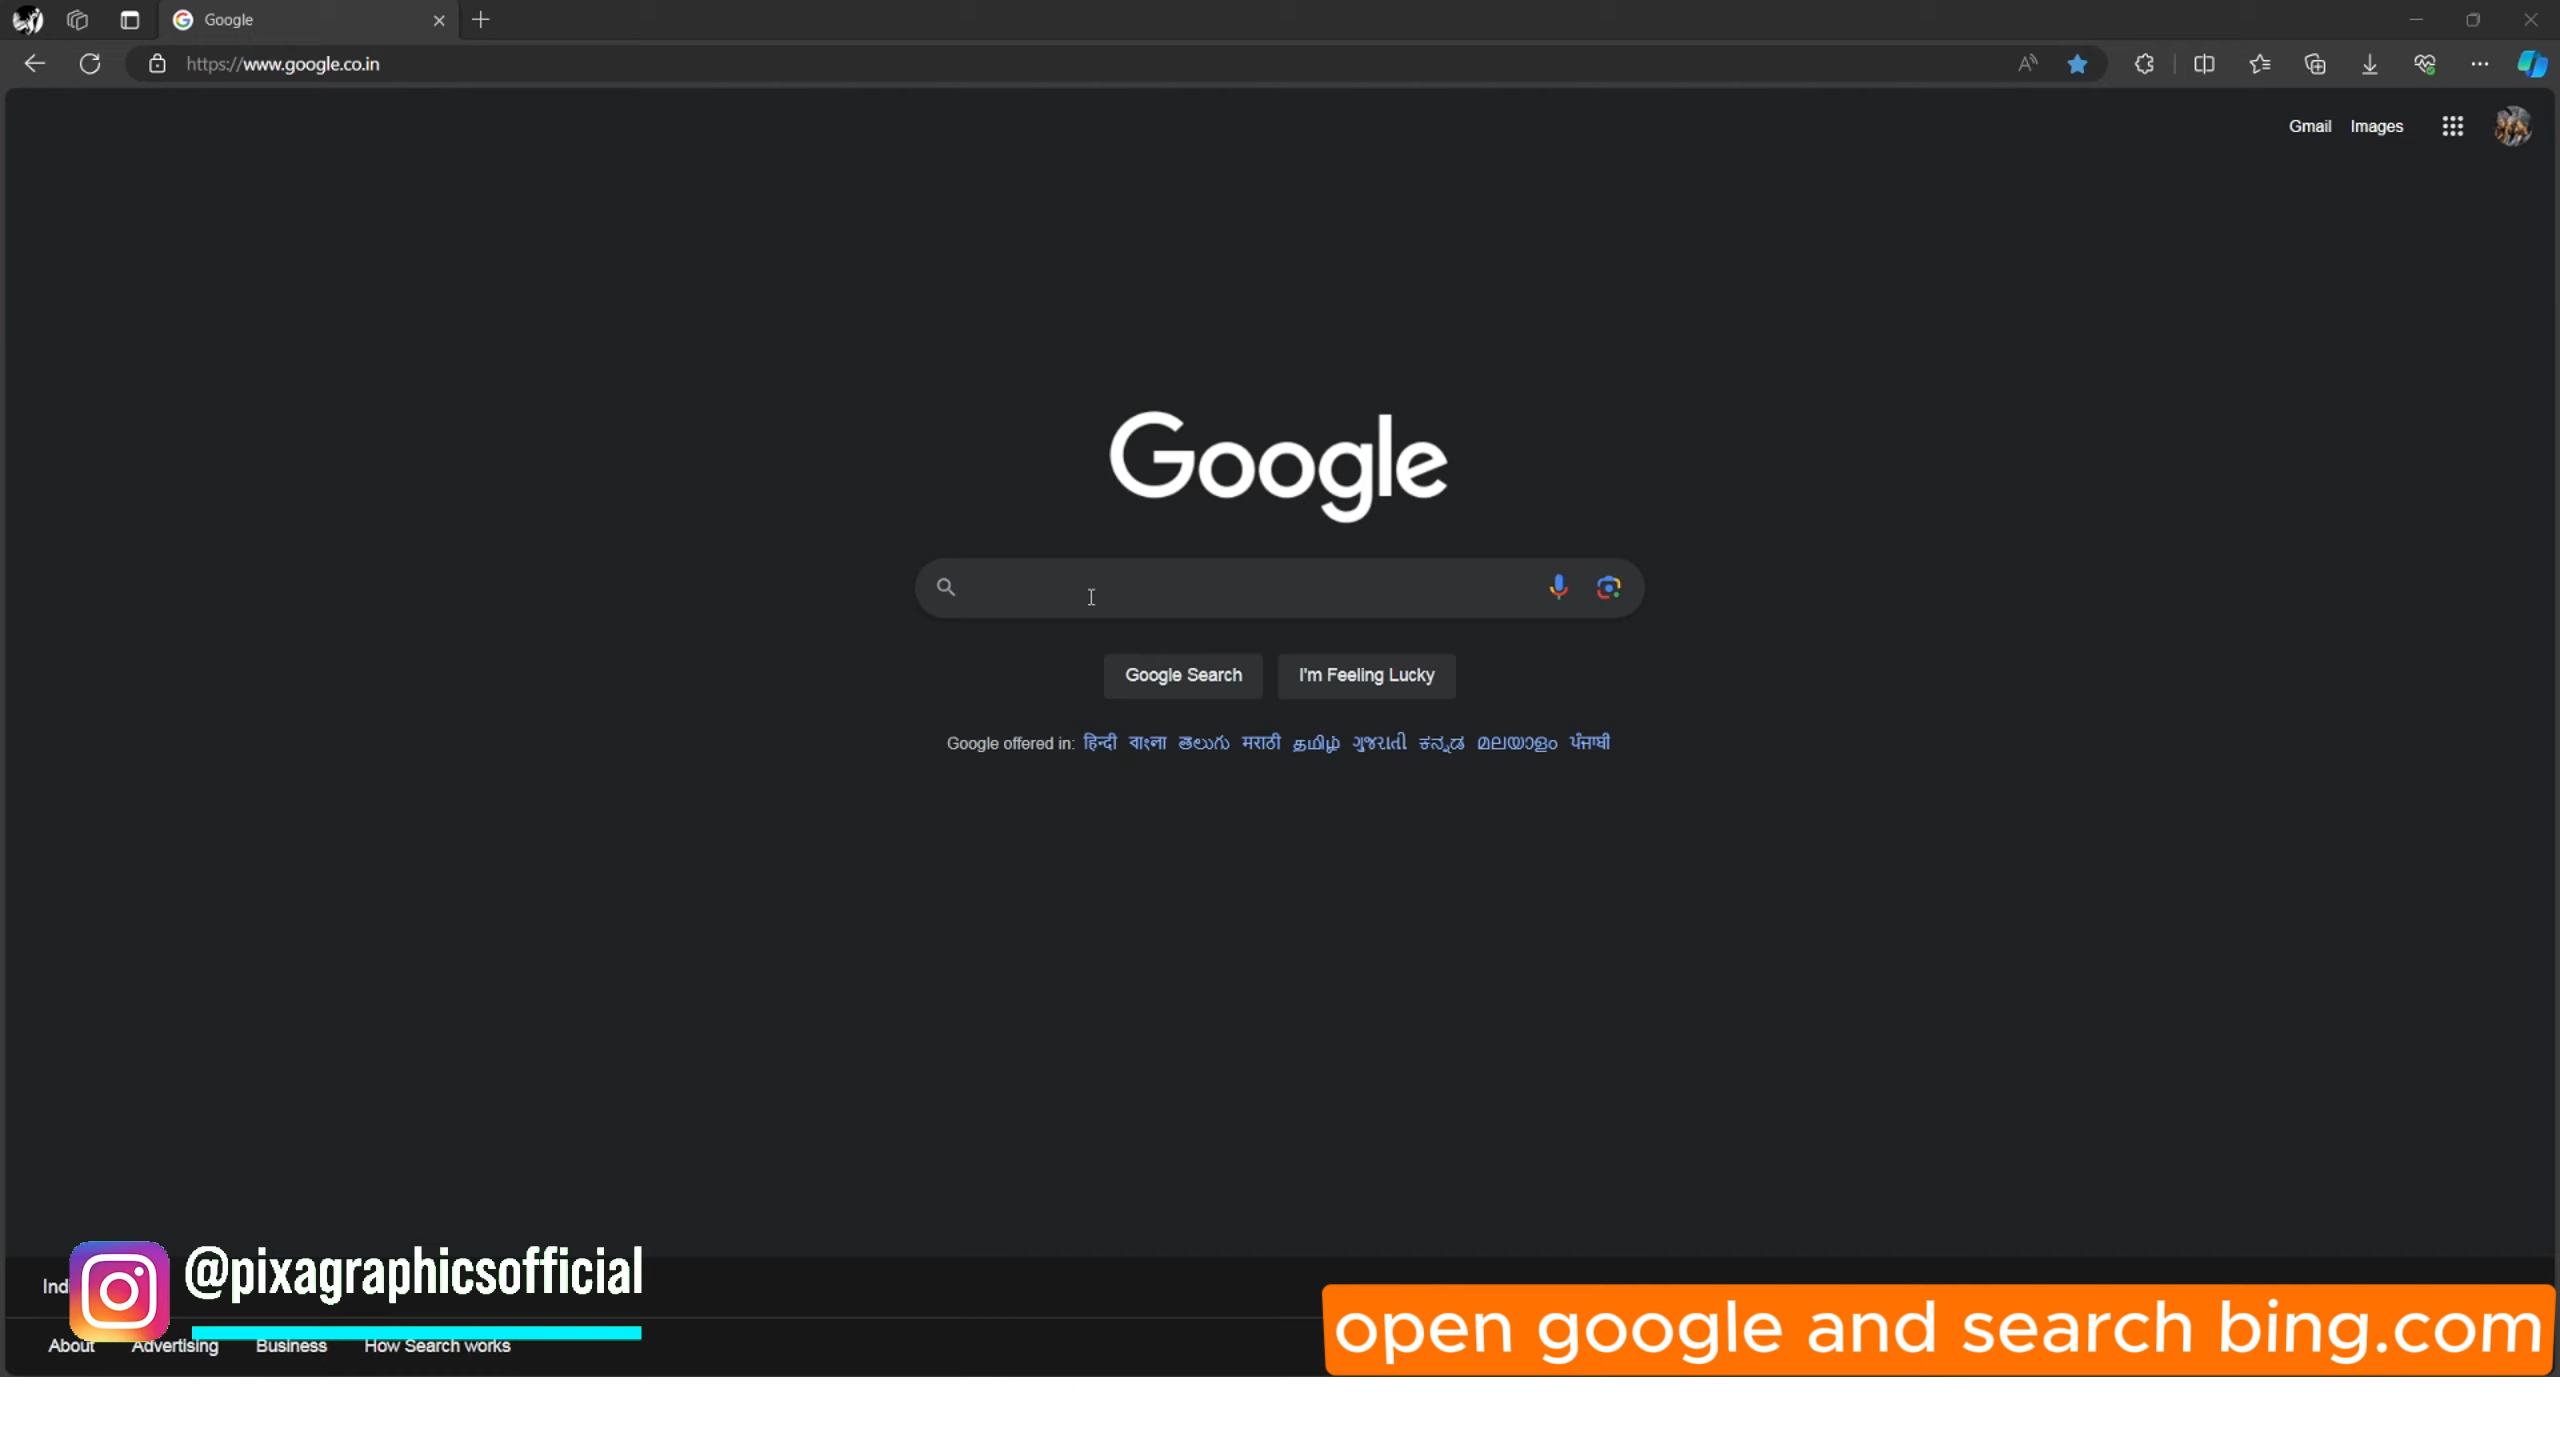 Google
https://www.google.co.in
Gmail Images
Google
Google Search I'm Feeling Lucky
Google offered in: हिन्दी বাংলা తెలుగు मराठी தமிழ் ગુજરાતી ಕನ್ನಡ മലയാളം ਪੰਜਾਬੀ
@pixagraphicsofficial
About Advertising Business How Search works
open google and search bing.com